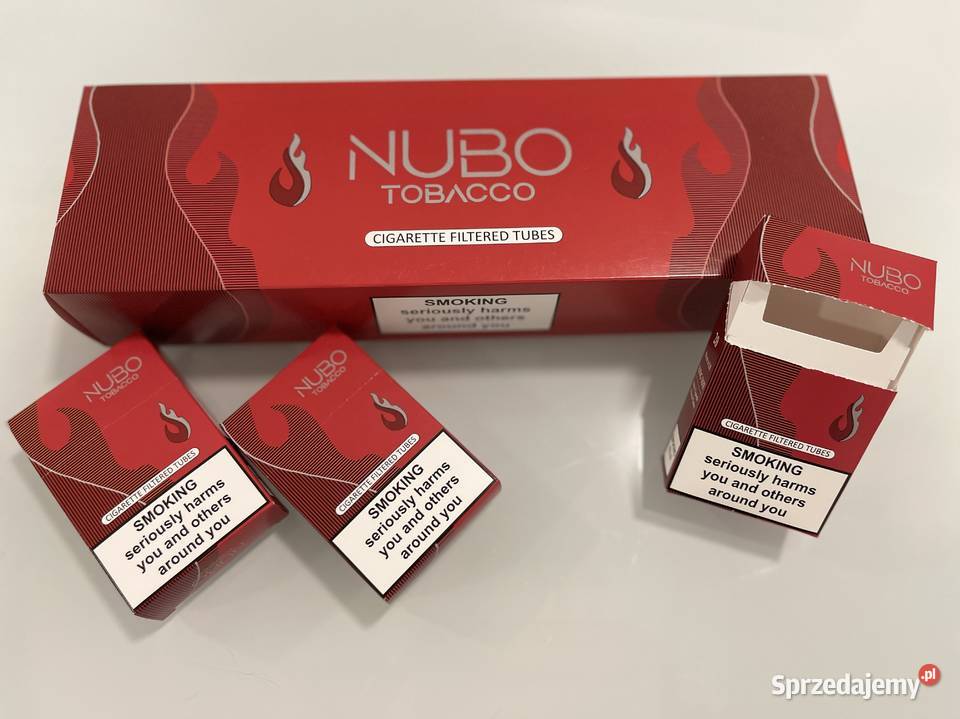 NUBO
TOBACCO
CIGARETTE FILTERED TUBES
SMOKING
seriously harms
you and others
around you
NUBO
TOBACCO
CIGARETTE FILTERED TUBES
SMOKING
seriously harms
you and others
around you
NUBO
TOBACCO
CIGARETTE FILTERED TUBES
SMOKING
seriously harms
you and others
around you
NUBO
TOBACCO
CIGARETTE FILTERED TUBES
SMOKING
seriously harms
you and others
around you
Sprzedajemy.pl